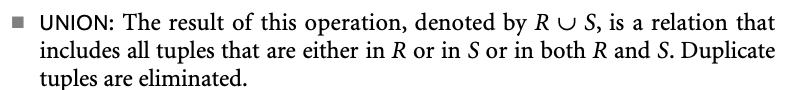 ■ UNION: The result of this operation, denoted by R ∪ S, is a relation that
includes all tuples that are either in R or in S or in both R and S. Duplicate
tuples are eliminated.